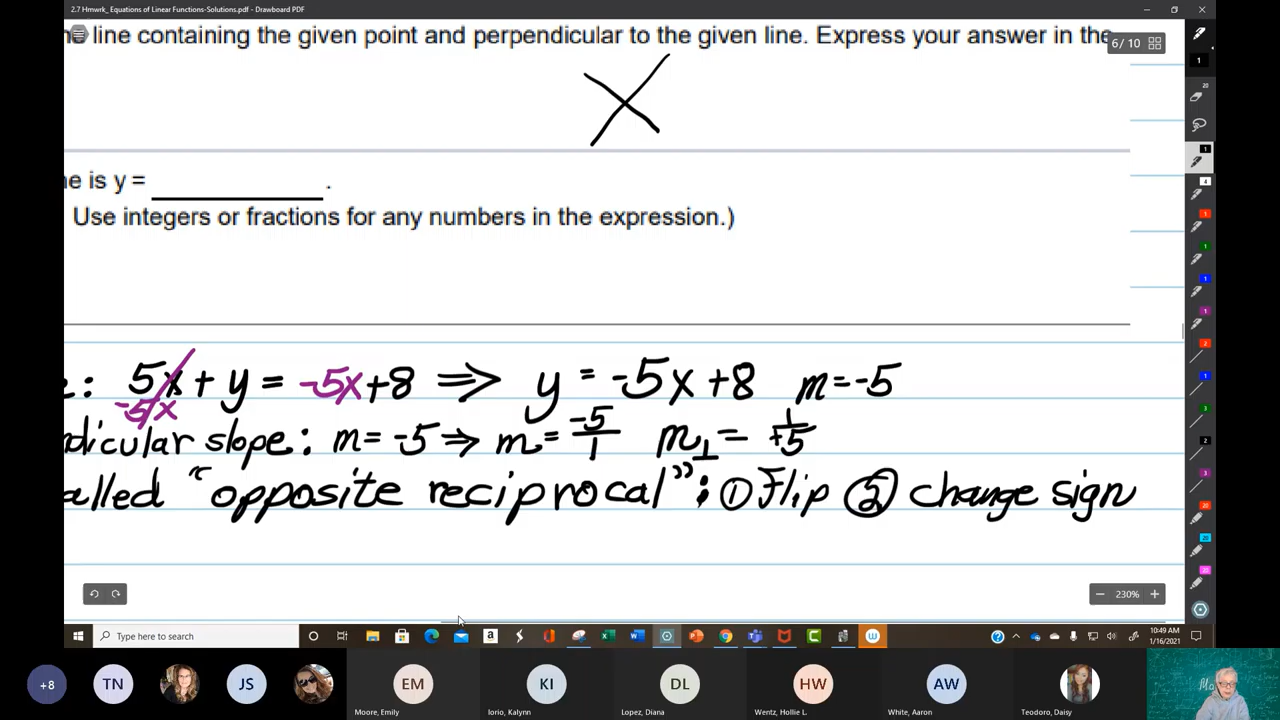 2.7 Hmwrk_ Equations of Linear Functions-Solutions.pdf - Drawboard PDF
ne line containing the given point and perpendicular to the given line. Express your answer in the
6 / 10
ne is y = ____________ .
Use integers or fractions for any numbers in the expression.)
e: 5x + y = -5x +8 ⇒ y = -5x +8 m = -5
-5x
ndicular slope: m = -5 ⇒ m = -5/1 m⊥ = 1/+5
alled "opposite reciprocal": ① Flip ② change sign
230%
Type here to search
10:49 AM
1/16/2021
+8 TN JS EM KI DL HW AW
Moore, Emily Iorio, Kalynn Lopez, Diana Wentz, Hollie L. White, Aaron Teodoro, Daisy